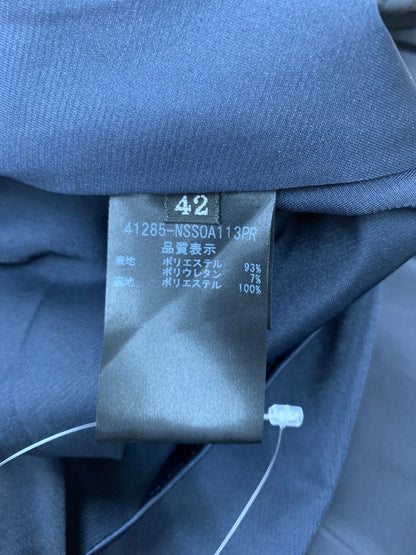 42
41285-NSSOA113PR
品質表示
表地 ポリエステル 93%
ポリウレタン 7%
裏地 ポリエステル 100%